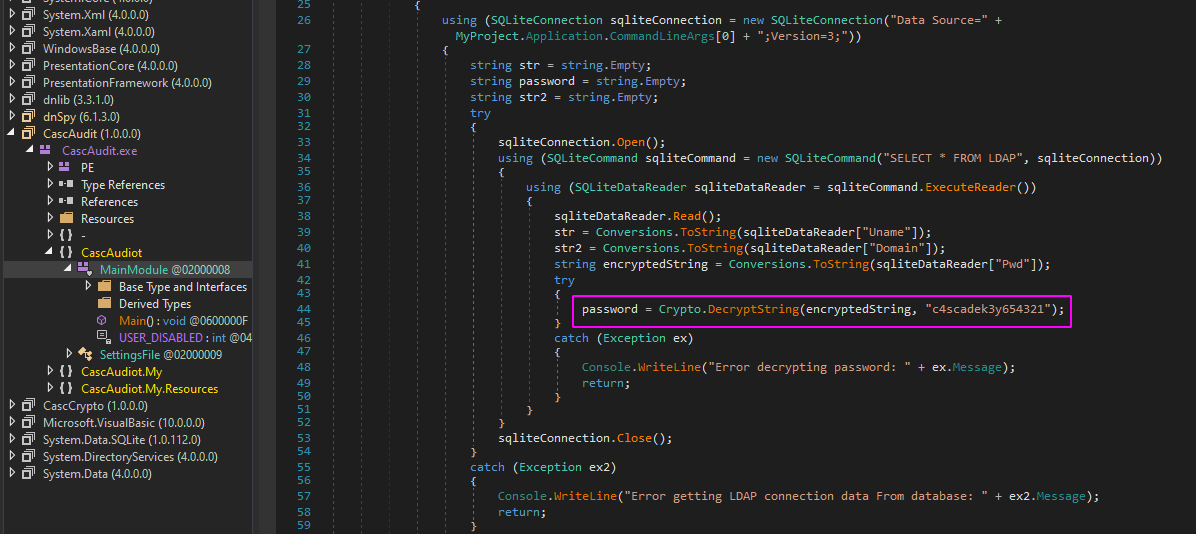 System.Core (4.0.0.0)
System.Xml (4.0.0.0)
System.Xaml (4.0.0.0)
WindowsBase (4.0.0.0)
PresentationCore (4.0.0.0)
PresentationFramework (4.0.0.0)
dnlib (3.3.1.0)
dnSpy (6.1.3.0)
CascAudit (1.0.0.0)
CascAudit.exe
PE
Type References
References
Resources
{ } -
{ } CascAudiot
MainModule @02000008
Base Type and Interfaces
Derived Types
Main() : void @0600000F
USER_DISABLED : int @04
SettingsFile @02000009
{ } CascAudiot.My
{ } CascAudiot.My.Resources
CascCrypto (1.0.0.0)
Microsoft.VisualBasic (10.0.0.0)
System.Data.SQLite (1.0.112.0)
System.DirectoryServices (4.0.0.0)
System.Data (4.0.0.0)
25 {
26 using (SQLiteConnection sqliteConnection = new SQLiteConnection("Data Source=" +
MyProject.Application.CommandLineArgs[0] + ";Version=3;"))
27 {
28 string str = string.Empty;
29 string password = string.Empty;
30 string str2 = string.Empty;
31 try
32 {
33 sqliteConnection.Open();
34 using (SQLiteCommand sqliteCommand = new SQLiteCommand("SELECT * FROM LDAP", sqliteConnection))
35 {
36 using (SQLiteDataReader sqliteDataReader = sqliteCommand.ExecuteReader())
37 {
38 sqliteDataReader.Read();
39 str = Conversions.ToString(sqliteDataReader["Uname"]);
40 str2 = Conversions.ToString(sqliteDataReader["Domain"]);
41 string encryptedString = Conversions.ToString(sqliteDataReader["Pwd"]);
42 try
43 {
44 password = Crypto.DecryptString(encryptedString, "c4scadek3y654321");
45 }
46 catch (Exception ex)
47 {
48 Console.WriteLine("Error decrypting password: " + ex.Message);
49 return;
50 }
51 }
52 }
53 sqliteConnection.Close();
54 }
55 catch (Exception ex2)
56 {
57 Console.WriteLine("Error getting LDAP connection data From database: " + ex2.Message);
58 return;
59 }